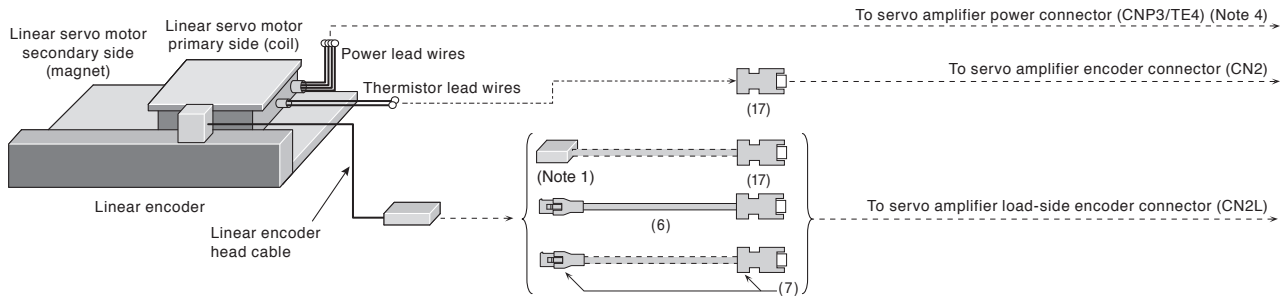 To servo amplifier power connector (CNP3/TE4) (Note 4)
Linear servo motor
secondary side
(magnet)
Linear servo motor
primary side (coil)
Power lead wires
Thermistor lead wires
To servo amplifier encoder connector (CN2)
(17)
(Note 1)
(17)
Linear encoder
Linear encoder
head cable
(6)
To servo amplifier load-side encoder connector (CN2L)
(7)